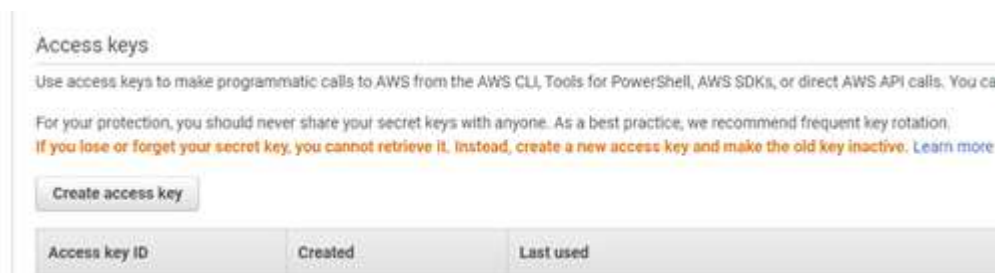 Access keys
Use access keys to make programmatic calls to AWS from the AWS CLI, Tools for PowerShell, AWS SDKs, or direct AWS API calls. You ca
For your protection, you should never share your secret keys with anyone. As a best practice, we recommend frequent key rotation.
If you lose or forget your secret key, you cannot retrieve it. Instead, create a new access key and make the old key inactive. Learn more
Create access key
Access key ID Created Last used